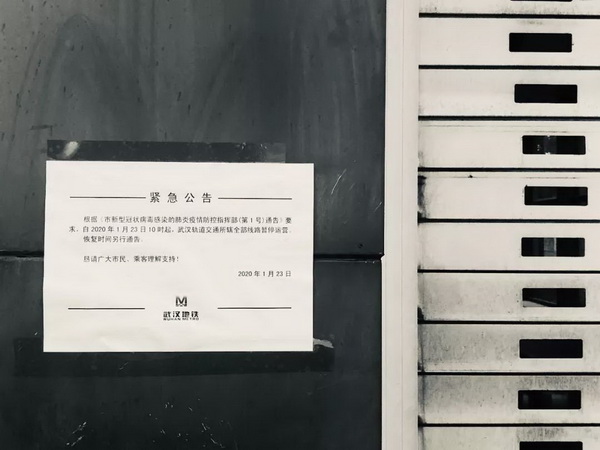 紧急公告
根据《市新型冠状病毒感染的肺炎疫情防控指挥部(第1号)通告》要
求，自2020年1月23日10时起，武汉轨道交通所辖全部线路暂停运营，
恢复时间另行通告。
恳请广大市民、乘客理解支持！
2020年1月23日
武汉地铁
WUHAN METRO